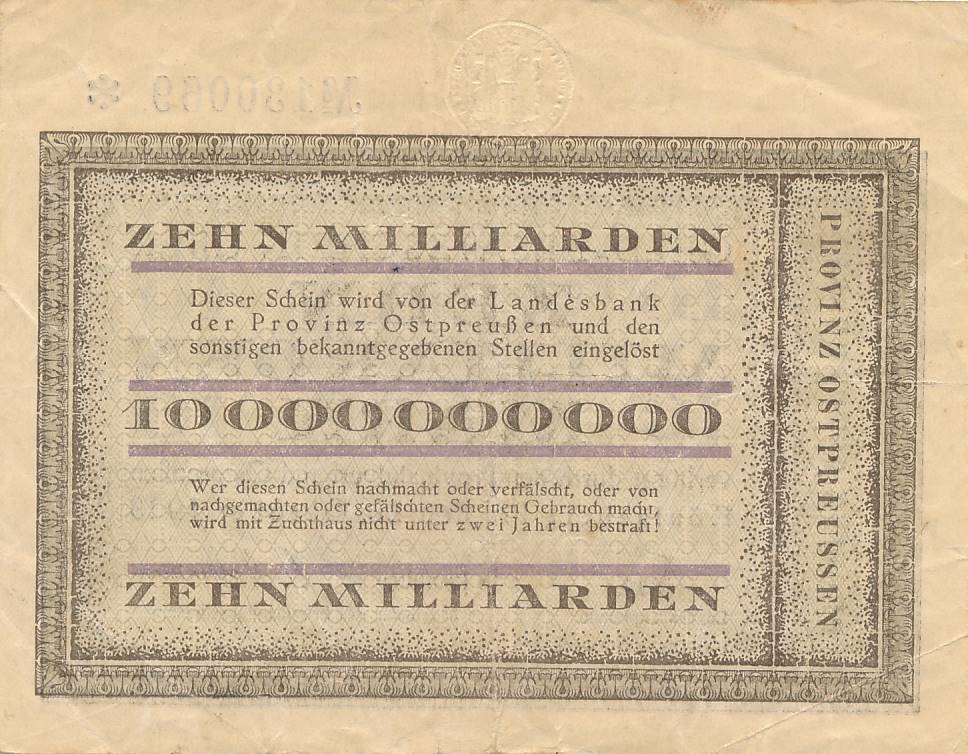 №130069 *
ZEHN MILLIARDEN
Dieser Schein wird von der Landesbank
der Provinz Ostpreußen und den
sonstigen bekanntgegebenen Stellen eingelöst
10 000 000 000
Wer diesen Schein nachmacht oder verfälscht, oder von
nachgemachten oder gefälschten Scheinen Gebrauch macht,
wird mit Zuchthaus nicht unter zwei Jahren bestraft!
ZEHN MILLIARDEN
PROVINZ OSTPREUSSEN